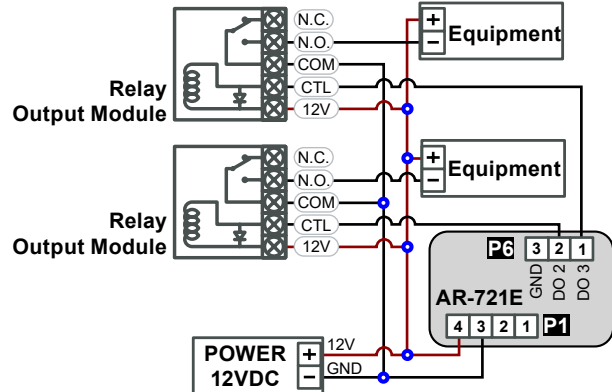 N.C.
N.O.
COM
CTL
12V
Relay
Output Module
+
−
Equipment
N.C.
N.O.
COM
CTL
12V
Relay
Output Module
+
−
Equipment
P6 3 2 1
GND
DO 2
DO 3
AR-721E
4 3 2 1 P1
POWER
12VDC
+
−
12V
GND